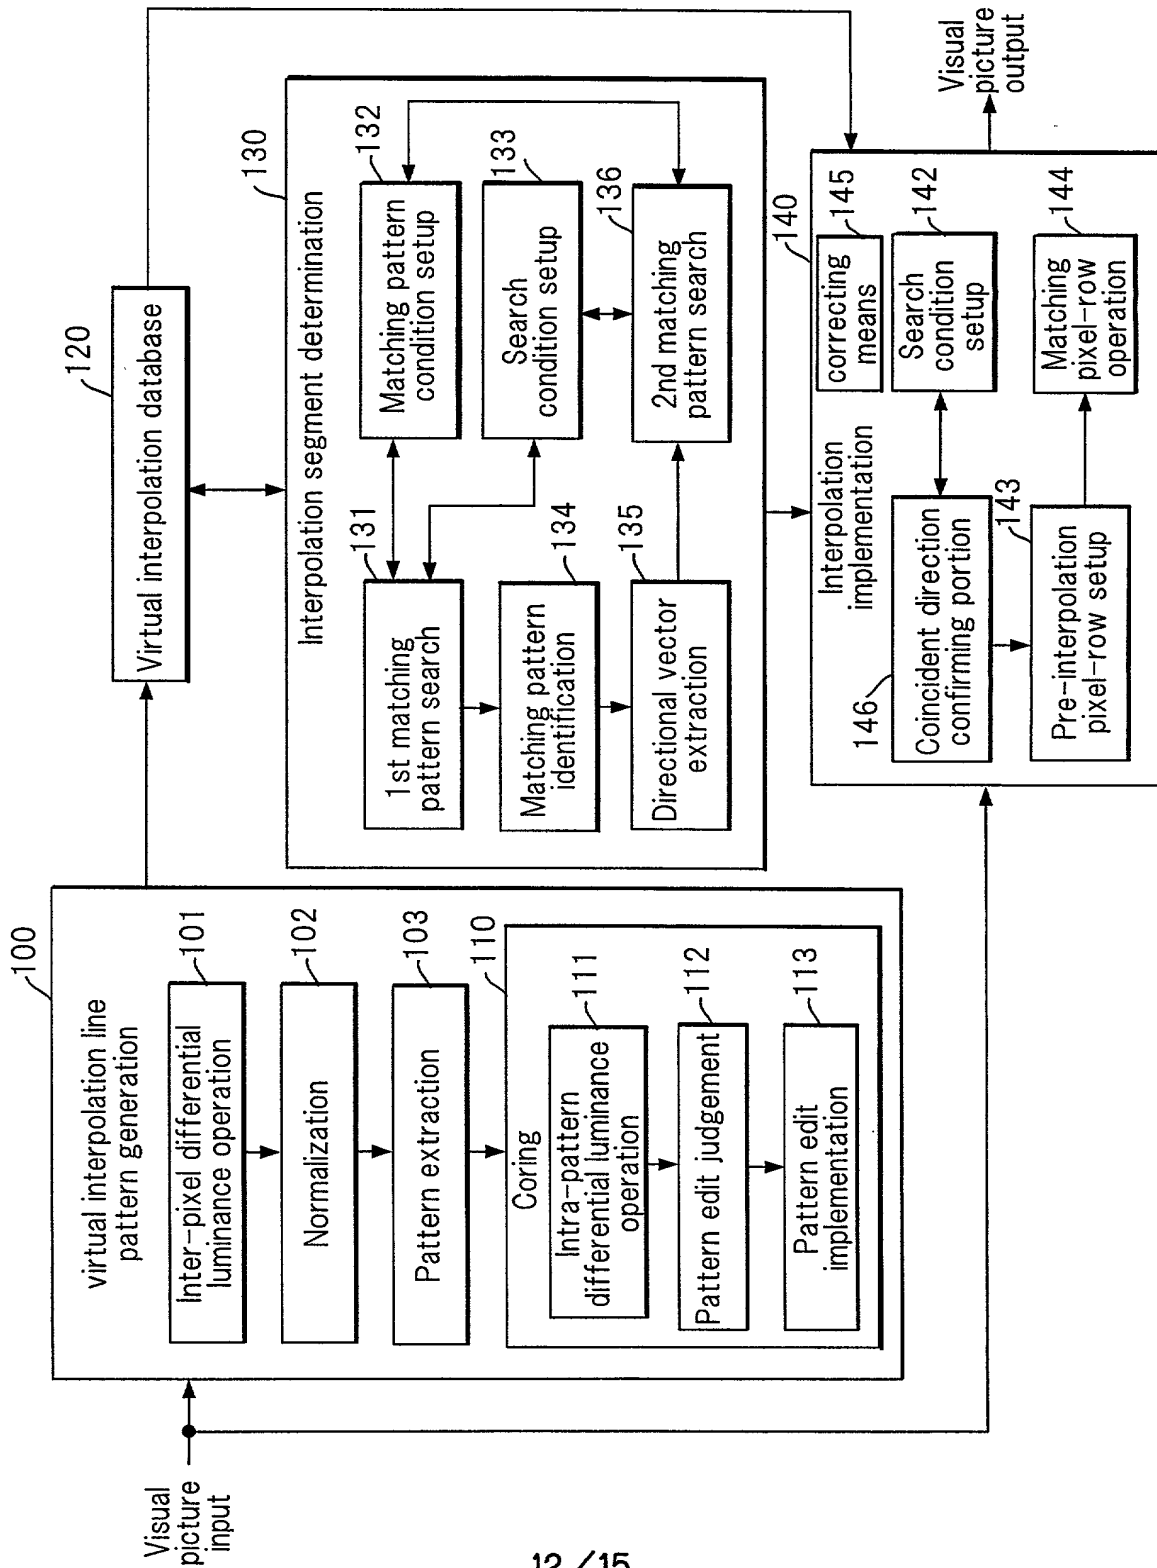 Visual
picture
input
100
virtual interpolation line
pattern generation
101
Inter-pixel differential
luminance operation
102
Normalization
103
Pattern extraction
110
Coring
111
Intra-pattern
differential luminance
operation
112
Pattern edit judgement
113
Pattern edit
implementation
120
Virtual interpolation database
130
Interpolation segment determination
131
1st matching
pattern search
132
Matching pattern
condition setup
133
Search
condition setup
134
Matching pattern
identification
135
Directional vector
extraction
136
2nd matching
pattern search
140
Interpolation
implementation
145
correcting
means
142
Search
condition
setup
146
Coincident direction
confirming portion
143
Pre-interpolation
pixel-row setup
144
Matching
pixel-row
operation
Visual
picture
output
12/15